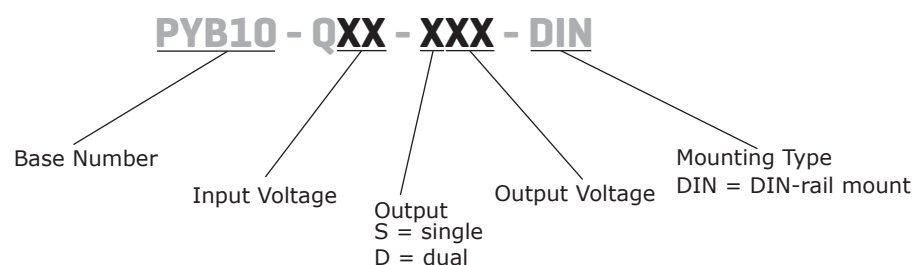 PYB10 - QXX - XXX - DIN
Base Number
Input Voltage
Output
S = single
D = dual
Output Voltage
Mounting Type
DIN = DIN-rail mount